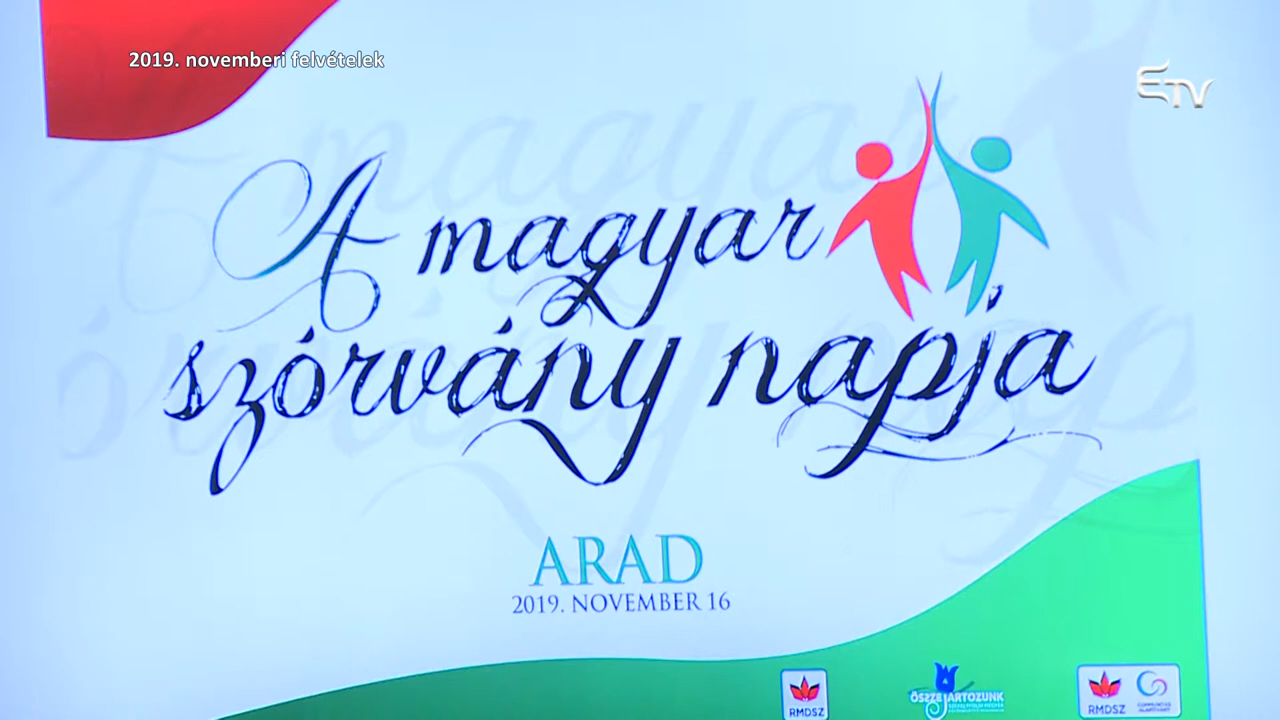 2019. novemberi felvételek
ETV
A magyar
szórvány napja
ARAD
2019. NOVEMBER 16
RMDSZ
ÖSSZETARTOZUNK
RMDSZ